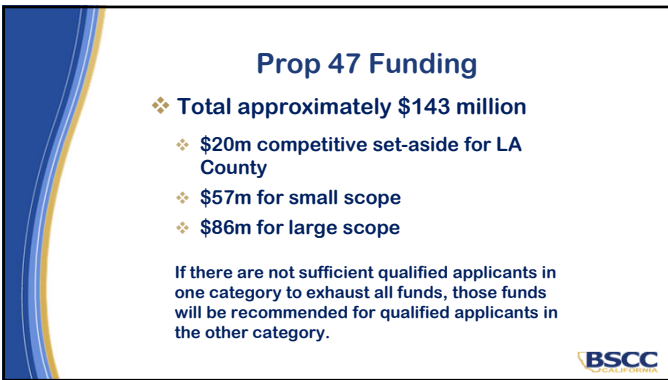 Prop 47 Funding
Total approximately $143 million
$20m competitive set-aside for LA
County
$57m for small scope
$86m for large scope
If there are not sufficient qualified applicants in
one category to exhaust all funds, those funds
will be recommended for qualified applicants in
the other category.
BSCC
CALIFORNIA